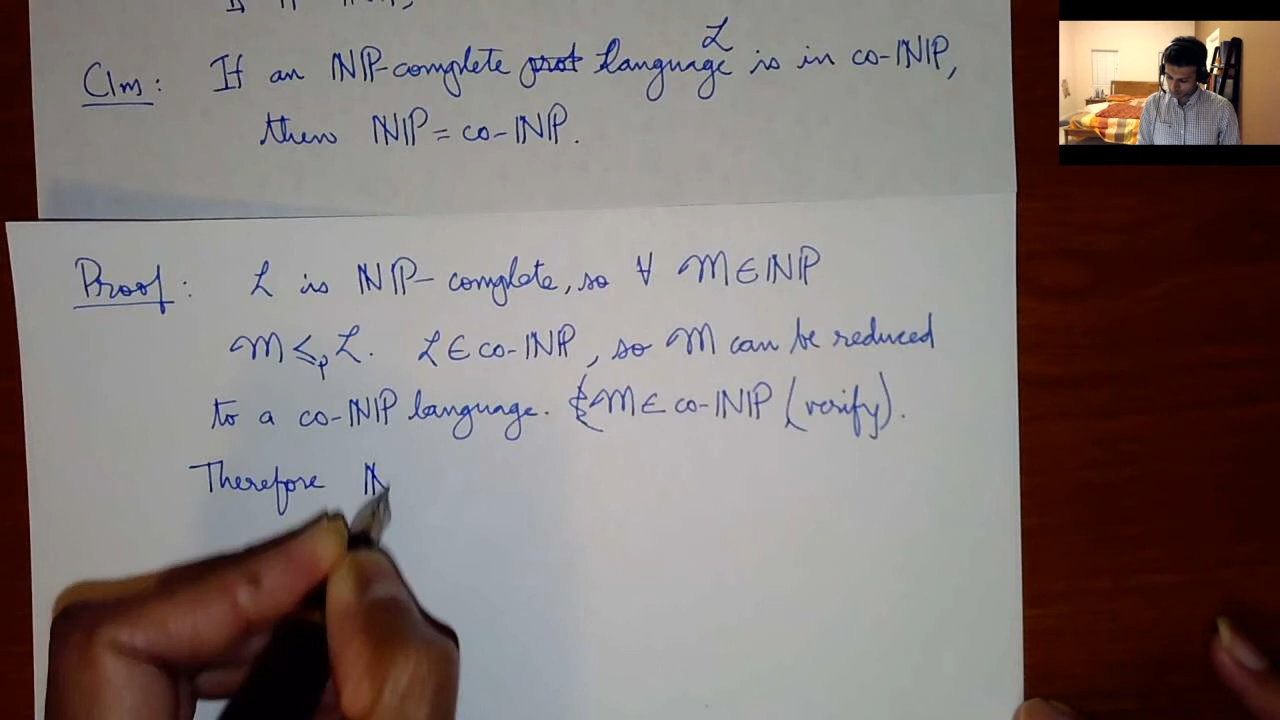 Clm: If an NP-complete language L is in co-NP,
then NP = co-NP.
Proof: L is NP-complete, so ∀ M ∈ NP
M ≤p L. L ∈ co-NP, so M can be reduced
to a co-NP language. & M ∈ co-NP (verify).
Therefore N